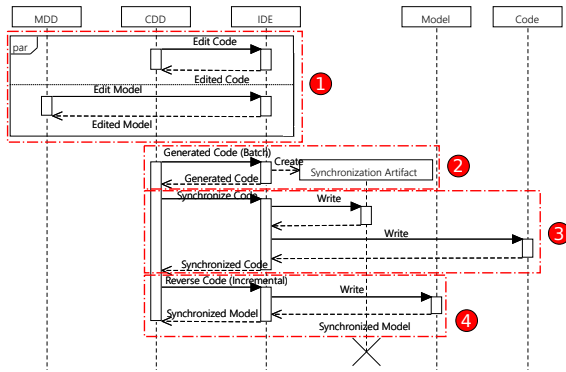 MDD CDD IDE Model Code
par
Edit Code
Edited Code
1
Edit Model
Edited Model
Generated Code (Batch)
Create
2
Synchronization Artifact
Generated Code
Synchronize Code
Write
Write
3
Synchronized Code
Reverse Code (Incremental)
Write
Synchronized Model
4
Synchronized Model